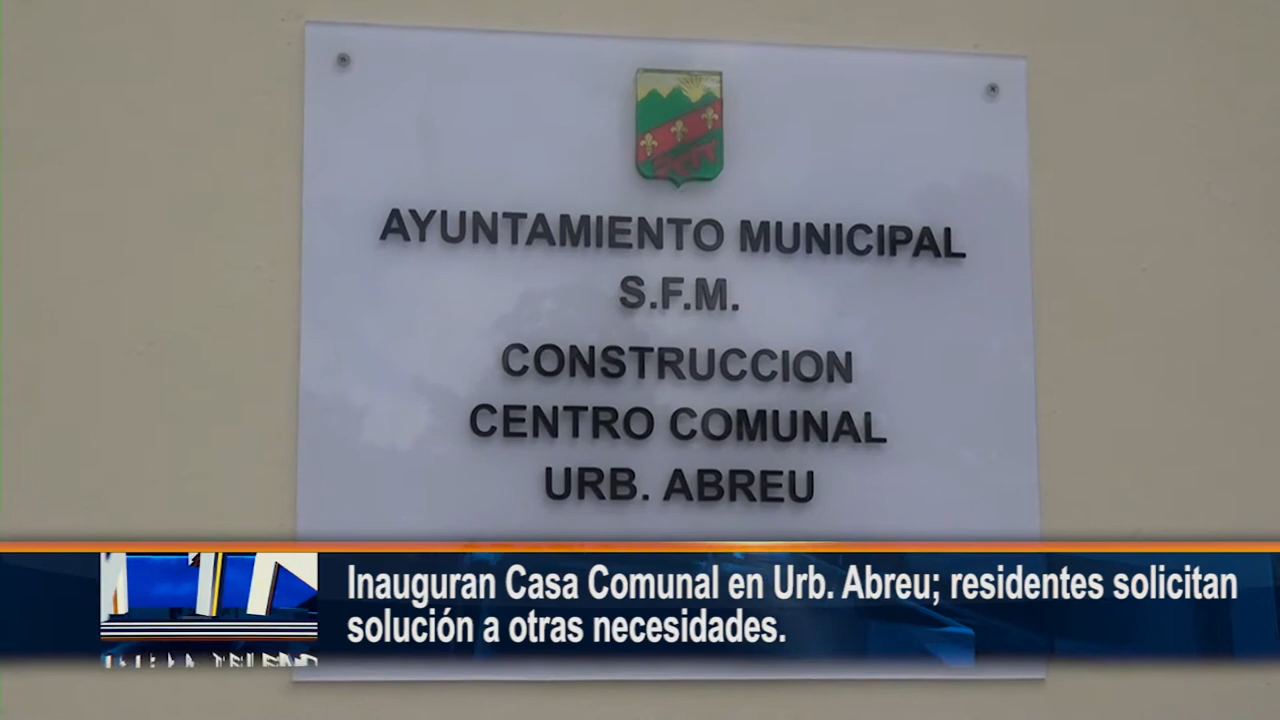 AYUNTAMIENTO MUNICIPAL
S.F.M.
CONSTRUCCION
CENTRO COMUNAL
URB. ABREU
Inauguran Casa Comunal en Urb. Abreu; residentes solicitan
solución a otras necesidades.